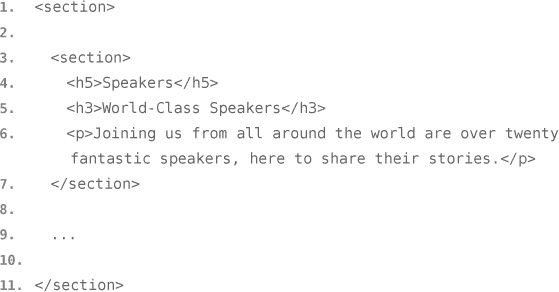 1. <section>
2.
3. <section>
4. <h5>Speakers</h5>
5. <h3>World-Class Speakers</h3>
6. <p>Joining us from all around the world are over twenty
fantastic speakers, here to share their stories.</p>
7. </section>
8.
9. ...
10.
11. </section>